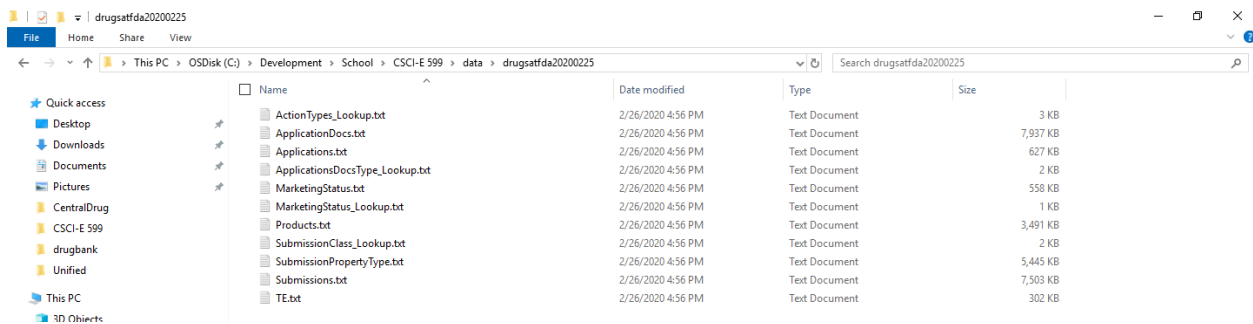 drugsatfda20200225
File Home Share View
This PC > OSDisk (C:) > Development > School > CSCI-E 599 > data > drugsatfda20200225
Search drugsatfda20200225
Name Date modified Type Size
Quick access
Desktop
Downloads
Documents
Pictures
CentralDrug
CSCI-E 599
drugbank
Unified
This PC
3D Objects
ActionTypes_Lookup.txt 2/26/2020 4:56 PM Text Document 3 KB
ApplicationDocs.txt 2/26/2020 4:56 PM Text Document 7,937 KB
Applications.txt 2/26/2020 4:56 PM Text Document 627 KB
ApplicationsDocsType_Lookup.txt 2/26/2020 4:56 PM Text Document 2 KB
MarketingStatus.txt 2/26/2020 4:56 PM Text Document 558 KB
MarketingStatus_Lookup.txt 2/26/2020 4:56 PM Text Document 1 KB
Products.txt 2/26/2020 4:56 PM Text Document 3,491 KB
SubmissionClass_Lookup.txt 2/26/2020 4:56 PM Text Document 2 KB
SubmissionPropertyType.txt 2/26/2020 4:56 PM Text Document 5,445 KB
Submissions.txt 2/26/2020 4:56 PM Text Document 7,503 KB
TE.txt 2/26/2020 4:56 PM Text Document 302 KB